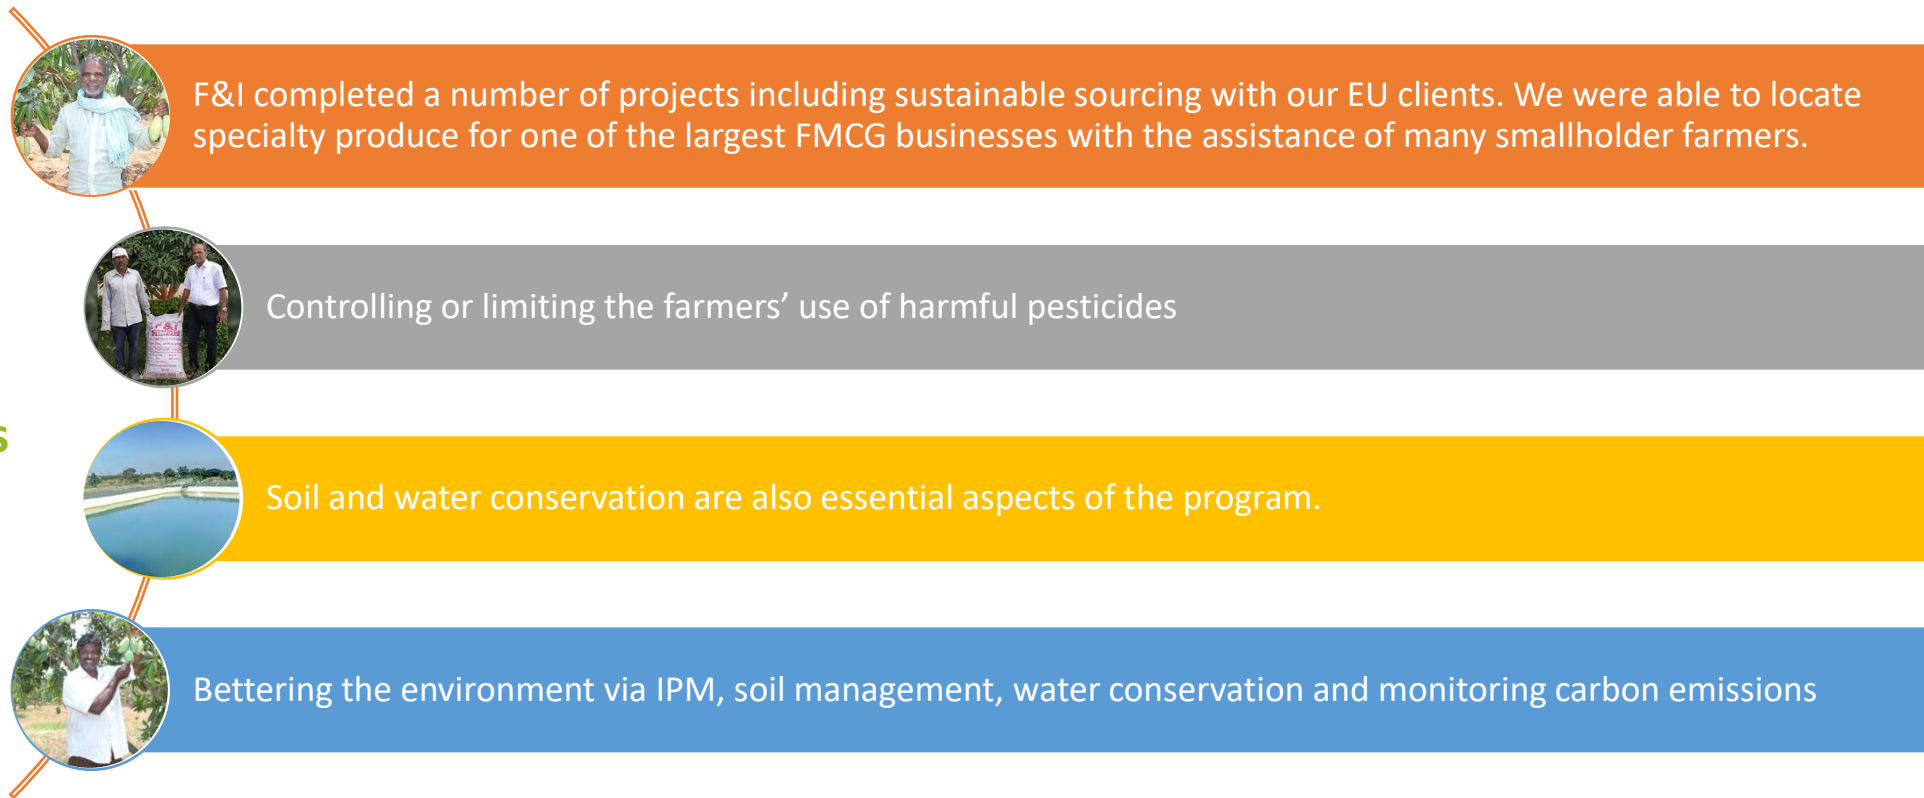 F&I completed a number of projects including sustainable sourcing with our EU clients. We were able to locate
specialty produce for one of the largest FMCG businesses with the assistance of many smallholder farmers.
Controlling or limiting the farmers’ use of harmful pesticides
s
Soil and water conservation are also essential aspects of the program.
Bettering the environment via IPM, soil management, water conservation and monitoring carbon emissions